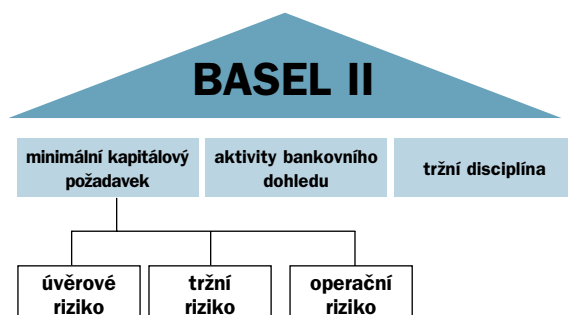 BASEL II
minimální kapitálový
požadavek
aktivity bankovního
dohledu
tržní disciplína
úvěrové
riziko
tržní
riziko
operační
riziko